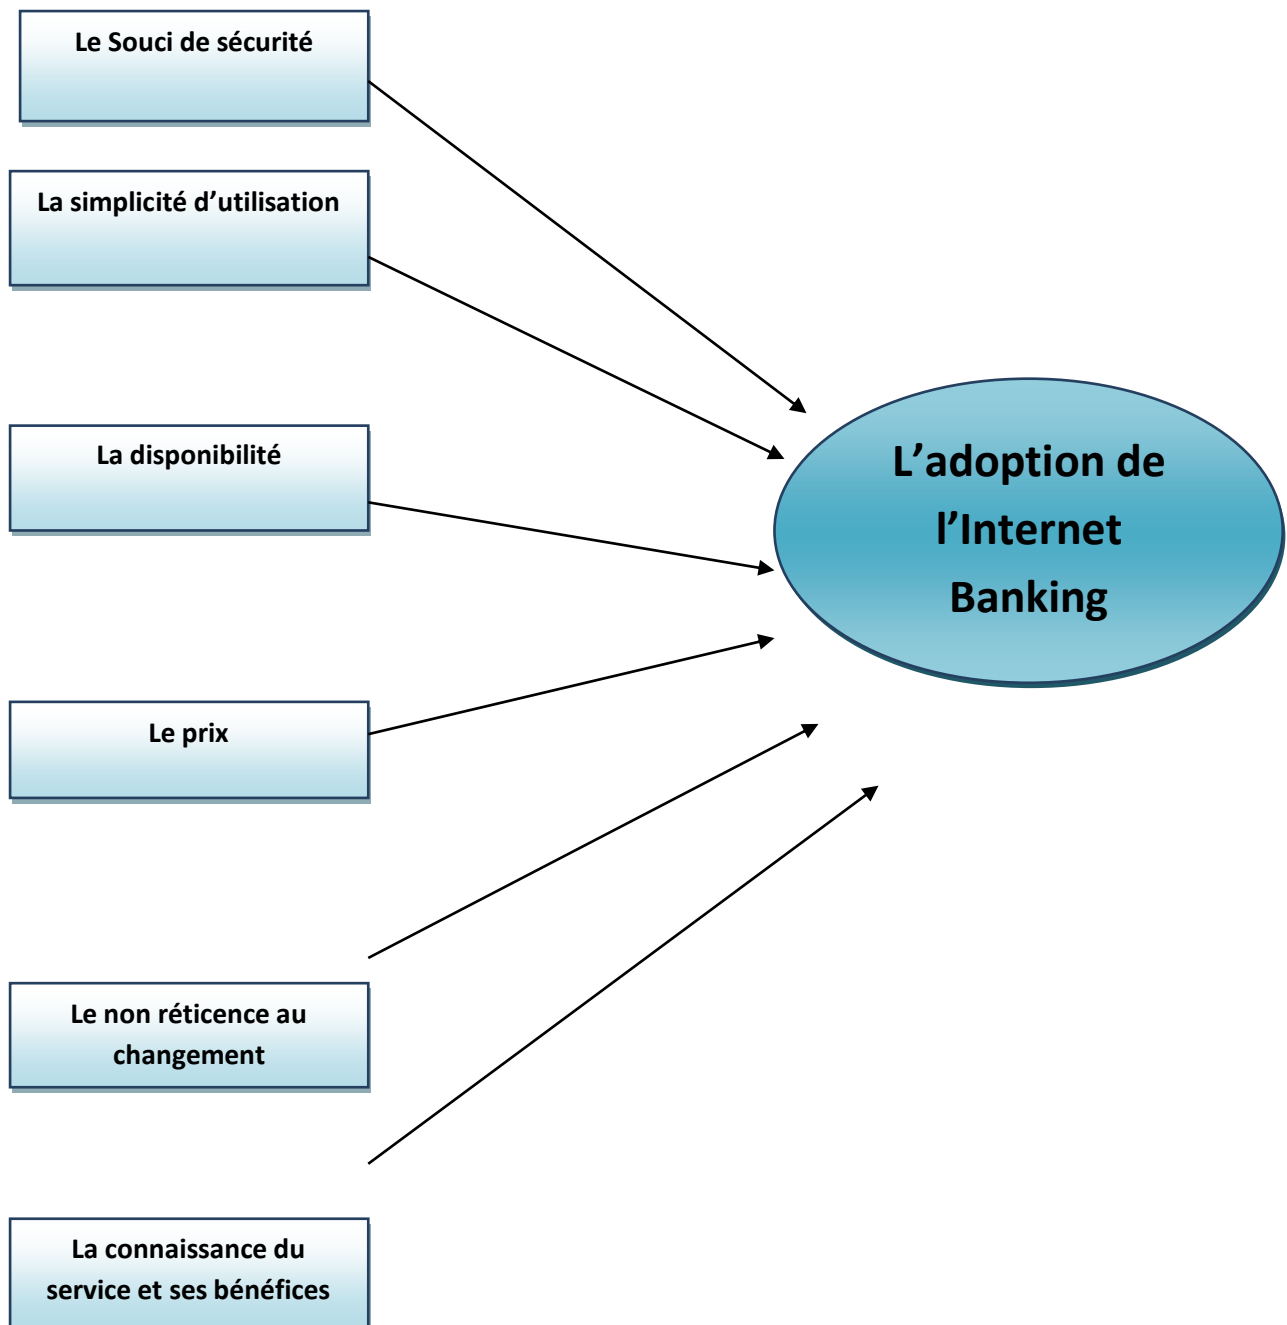 Le Souci de sécurité
La simplicité d’utilisation
La disponibilité
Le prix
Le non réticence au
changement
La connaissance du
service et ses bénéfices
L’adoption de
l’Internet
Banking